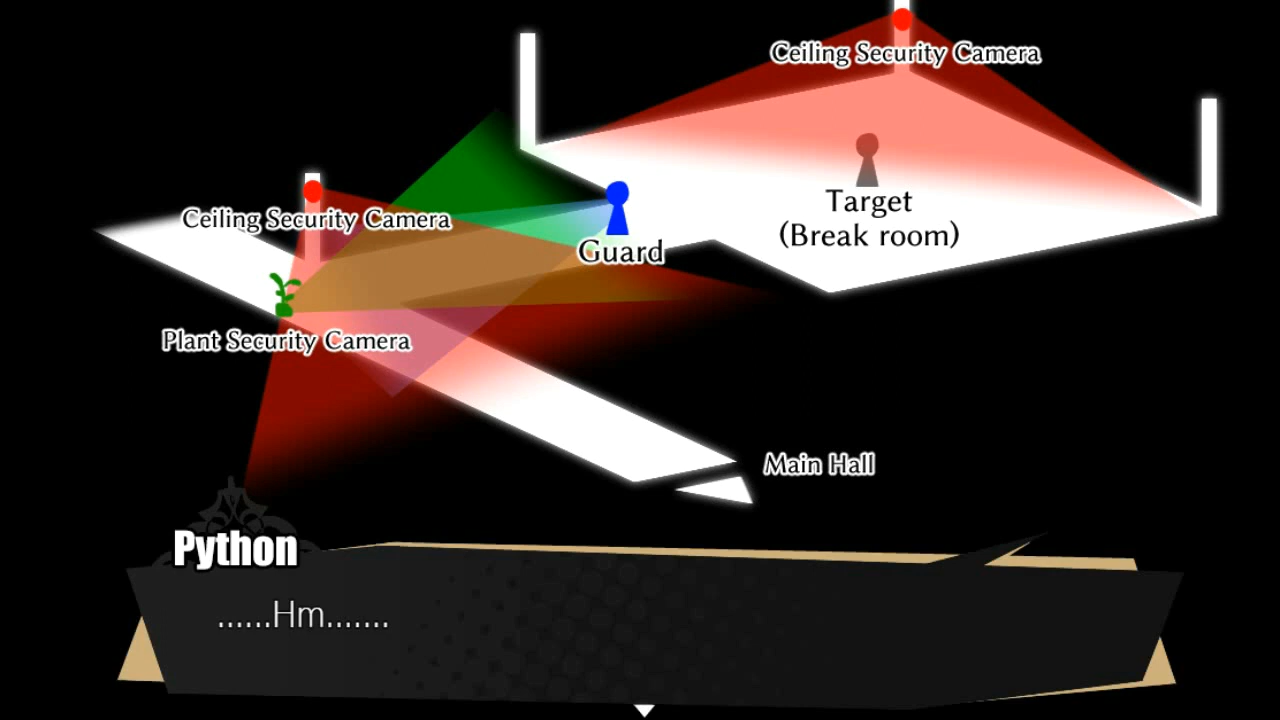 Ceiling Security Camera
Ceiling Security Camera
Target
(Break room)
Guard
Plant Security Camera
Main Hall
Python
......Hm.......